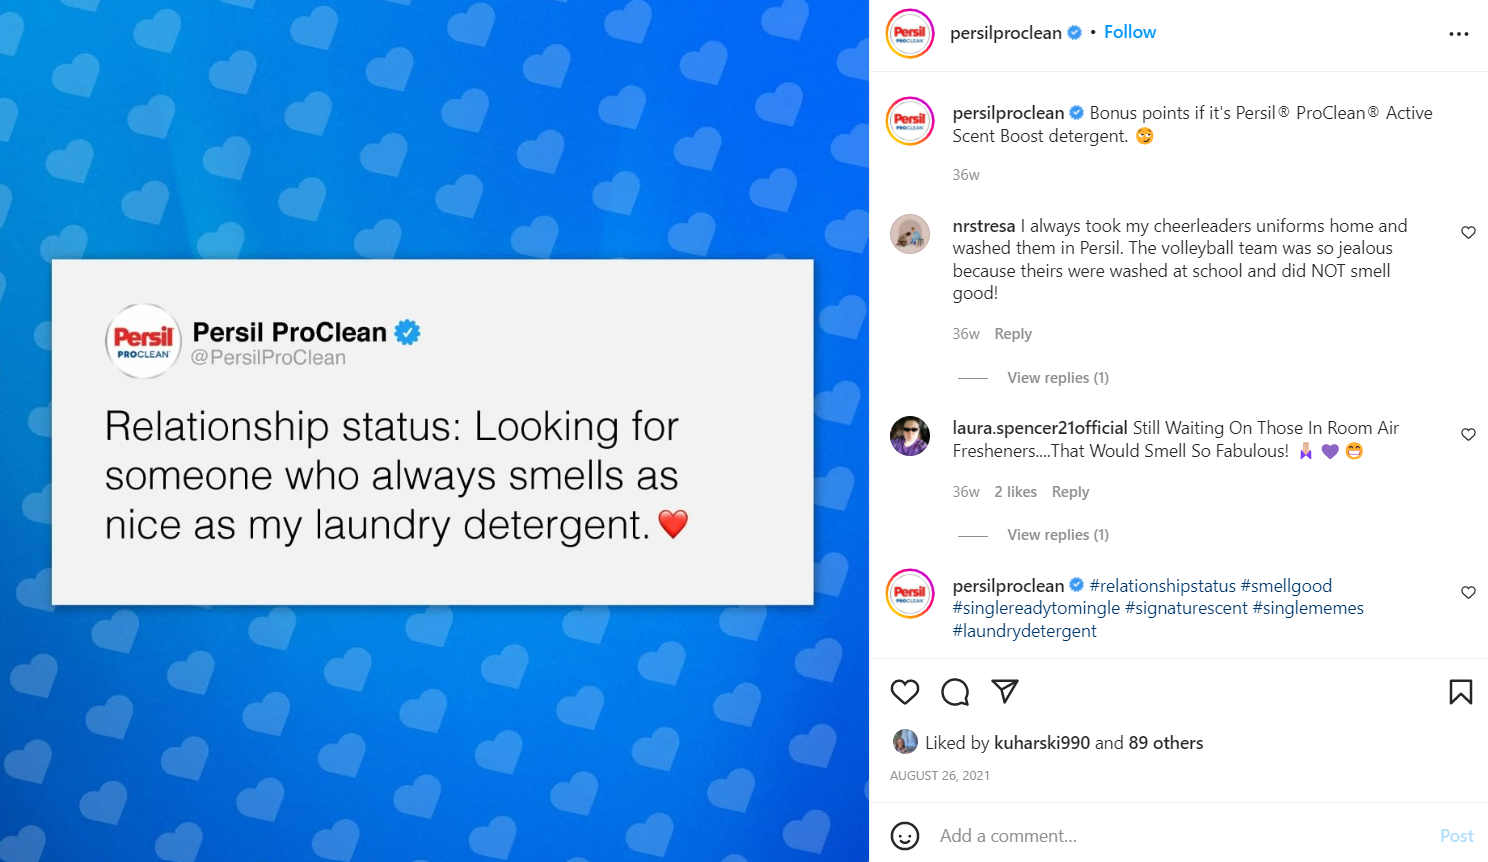 Persil
PROCLEAN
Persil ProClean
@PersilProClean
Relationship status: Looking for
someone who always smells as
nice as my laundry detergent.❤️
Persil
PROCLEAN
persilproclean • Follow
Persil
PROCLEAN
persilproclean Bonus points if it's Persil® ProClean® Active
Scent Boost detergent. 😏
36w
nrstresa I always took my cheerleaders uniforms home and
washed them in Persil. The volleyball team was so jealous
because theirs were washed at school and did NOT smell
good!
36w Reply
View replies (1)
laura.spencer21official Still Waiting On Those In Room Air
Fresheners....That Would Smell So Fabulous! 🙏🏼 💜 😁
36w 2 likes Reply
View replies (1)
Persil
PROCLEAN
persilproclean #relationshipstatus #smellgood
#singlereadytomingle #signaturescent #singlememes
#laundrydetergent
Liked by kuharski990 and 89 others
AUGUST 26, 2021
Add a comment... Post